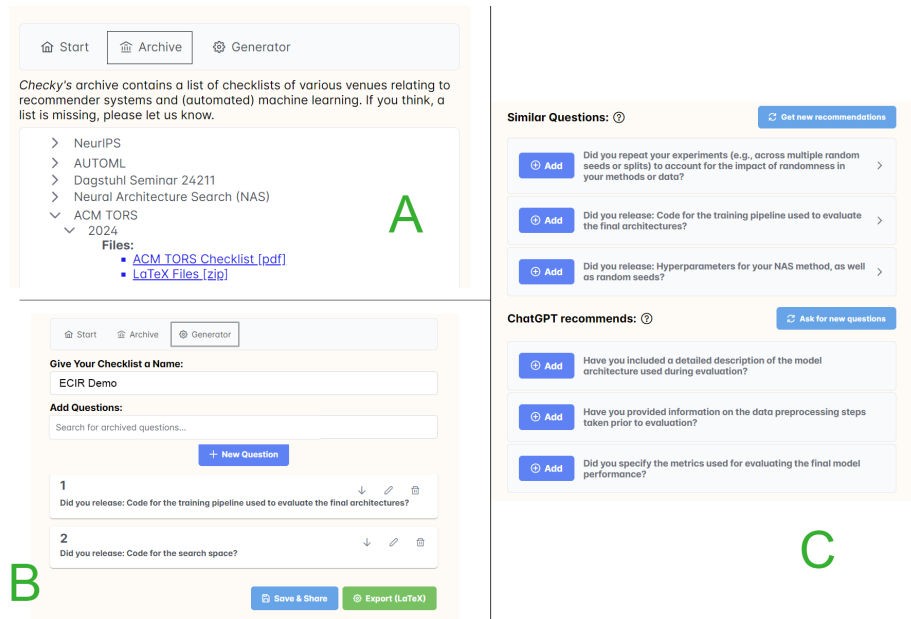 Start
Archive
Generator
Checky's archive contains a list of checklists of various venues relating to
recommender systems and (automated) machine learning. If you think, a
list is missing, please let us know.
NeurIPS
AUTOML
Dagstuhl Seminar 24211
Neural Architecture Search (NAS)
ACM TORS
2024
Files:
ACM TORS Checklist [pdf]
LaTeX Files [zip]
A
Start
Archive
Generator
Give Your Checklist a Name:
ECIR Demo
Add Questions:
Search for archived questions...
+ New Question
1
Did you release: Code for the training pipeline used to evaluate the final architectures?
2
Did you release: Code for the search space?
Save & Share
Export (LaTeX)
B
Similar Questions:
Get new recommendations
Add
Did you repeat your experiments (e.g., across multiple random
seeds or splits) to account for the impact of randomness in
your methods or data?
Add
Did you release: Code for the training pipeline used to evaluate
the final architectures?
Add
Did you release: Hyperparameters for your NAS method, as well
as random seeds?
ChatGPT recommends:
Ask for new questions
Add
Have you included a detailed description of the model
architecture used during evaluation?
Add
Have you provided information on the data preprocessing steps
taken prior to evaluation?
Add
Did you specify the metrics used for evaluating the final model
performance?
C